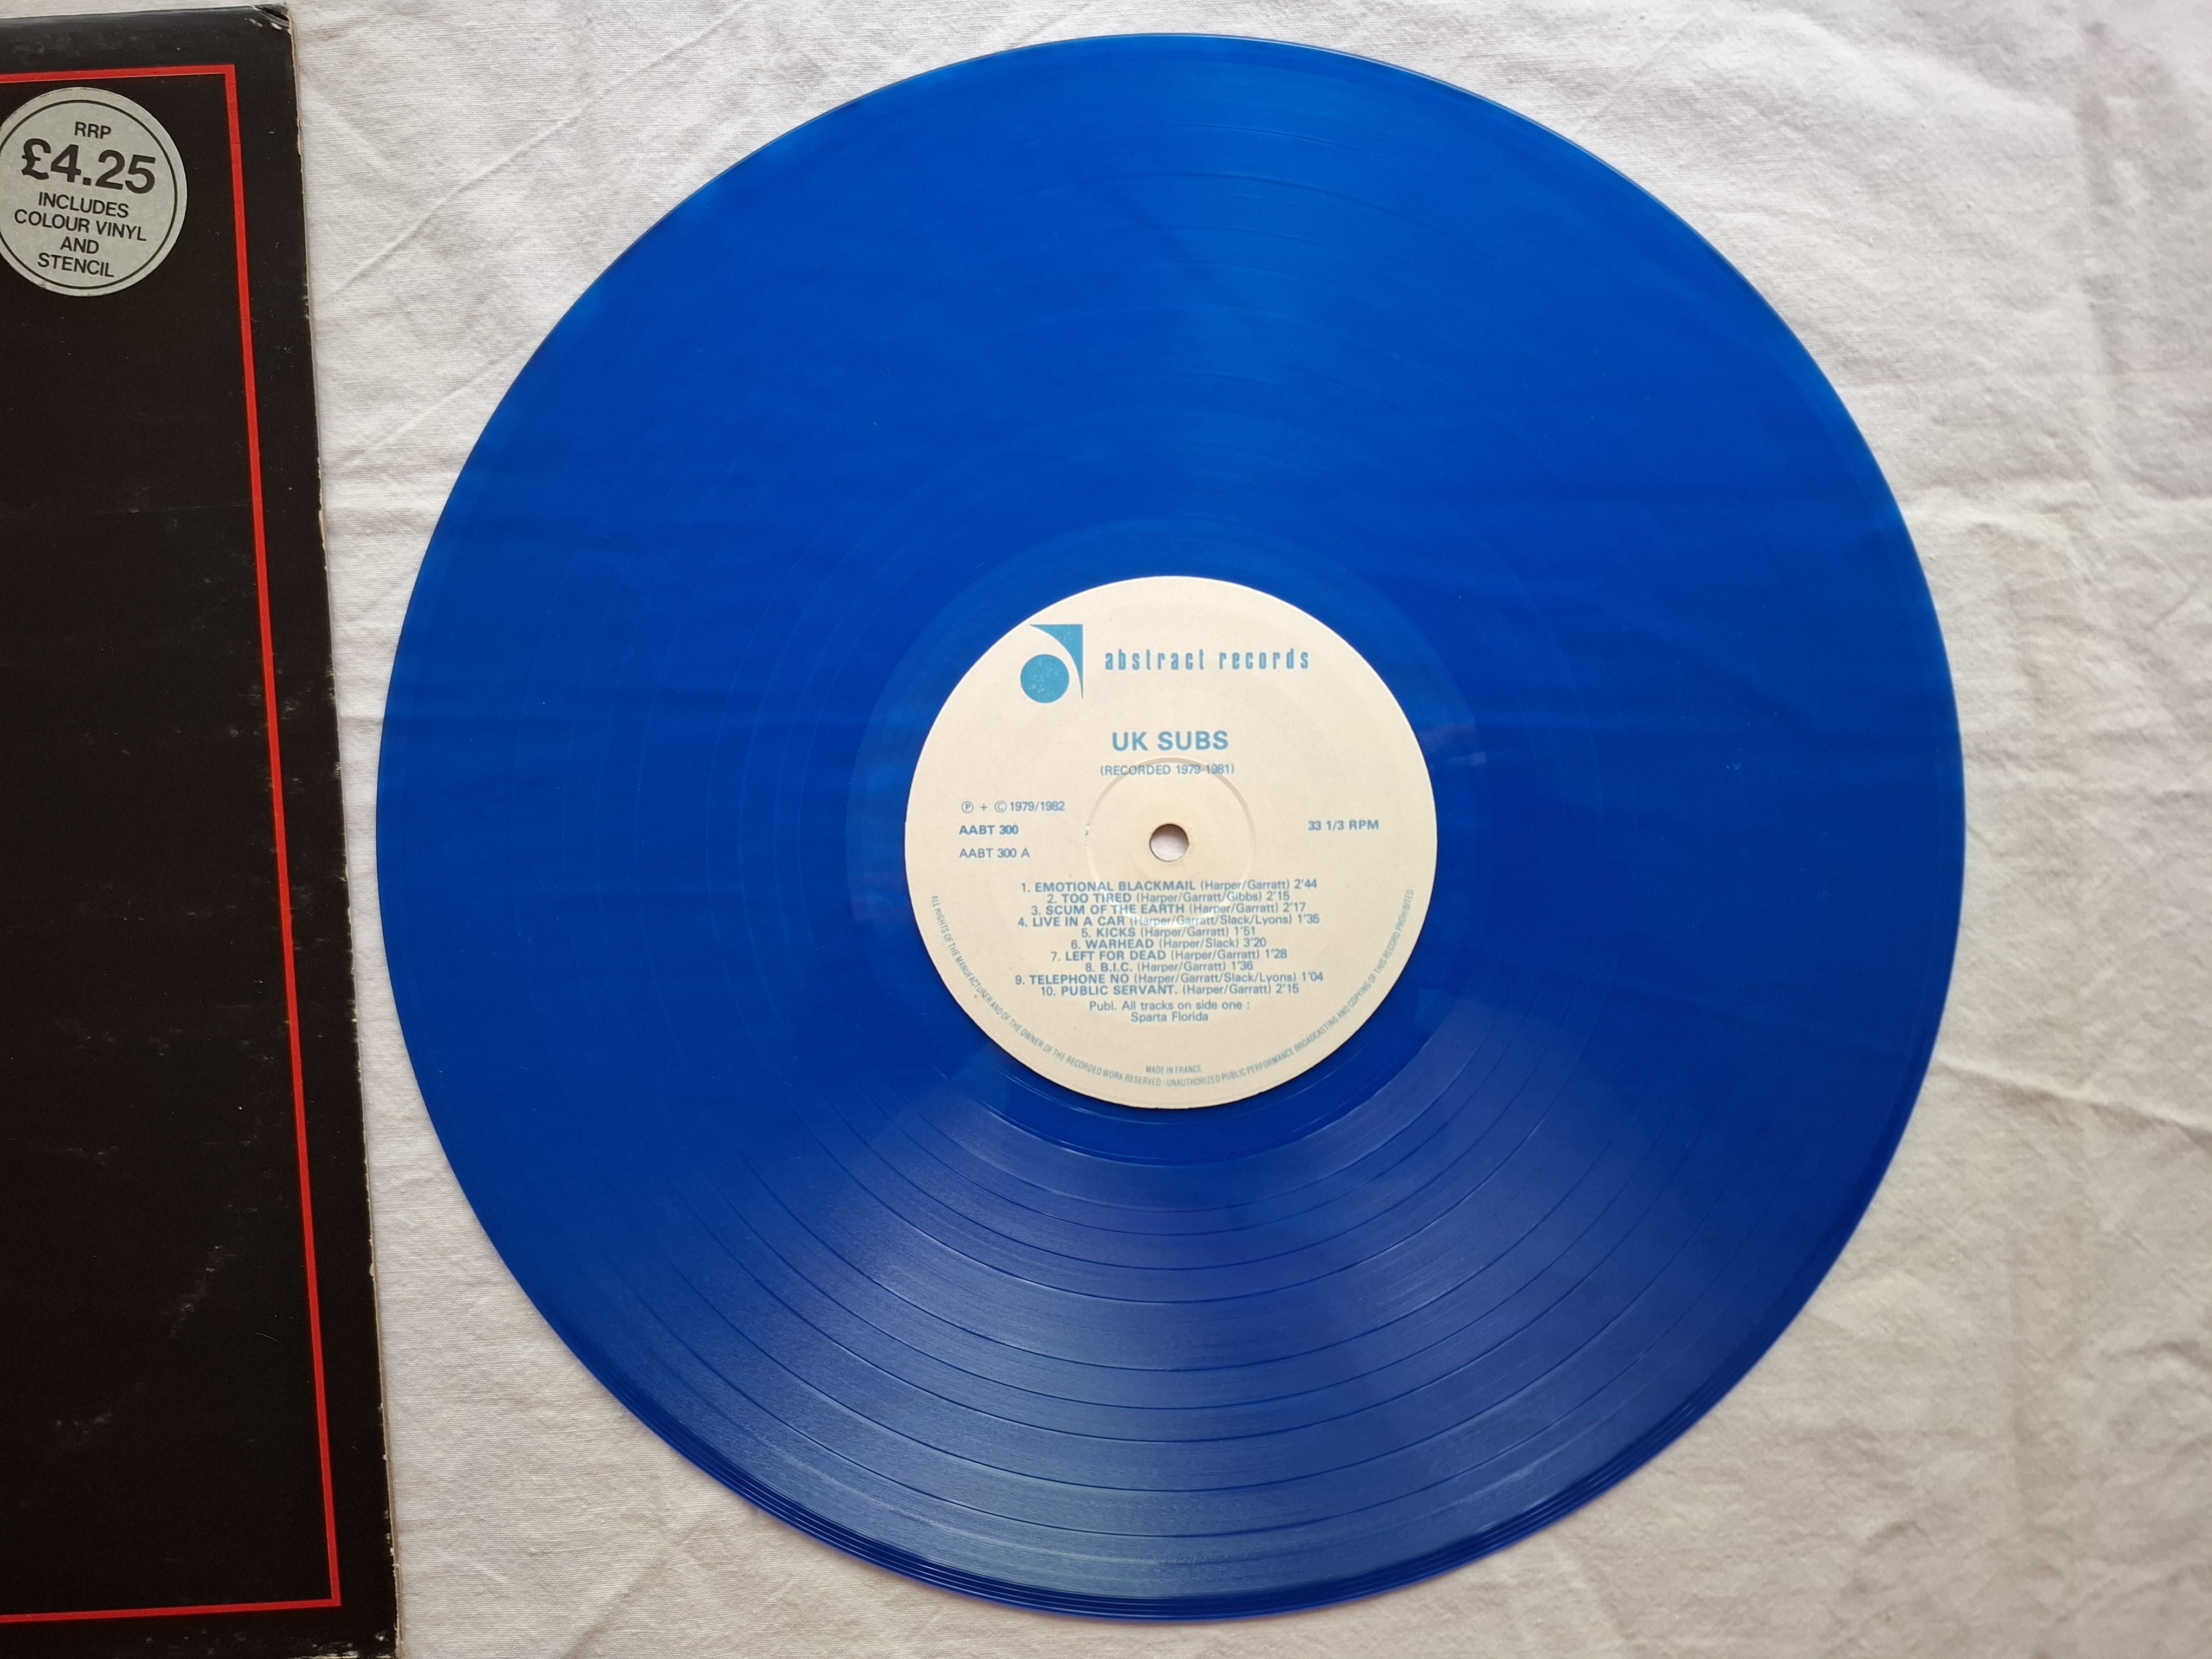 RRP
£4.25
INCLUDES
COLOUR VINYL
AND
STENCIL
abstract records
UK SUBS
(RECORDED 1979-1981)
Ⓟ + © 1979/1982
AABT 300
33 1/3 RPM
AABT 300 A
1. EMOTIONAL BLACKMAIL (Harper/Garratt) 2'44
2. TOO TIRED (Harper/Garratt/Gibbs) 2'15
3. SCUM OF THE EARTH (Harper/Garratt) 2'17
4. LIVE IN A CAR (Harper/Garratt/Slack/Lyons) 1'35
5. KICKS (Harper/Garratt) 1'51
6. WARHEAD (Harper/Slack) 3'20
7. LEFT FOR DEAD (Harper/Garratt) 1'28
8. B.I.C. (Harper/Garratt) 1'36
9. TELEPHONE NO (Harper/Garratt/Slack/Lyons) 1'04
10. PUBLIC SERVANT. (Harper/Garratt) 2'15
Publ. All tracks on side one :
Sparta Florida
MADE IN FRANCE
ALL RIGHTS OF THE MANUFACTURER AND OF THE OWNER OF THE RECORDED WORK RESERVED - UNAUTHORIZED PUBLIC PERFORMANCE BROADCASTING AND COPYING OF THIS RECORD PROHIBITED